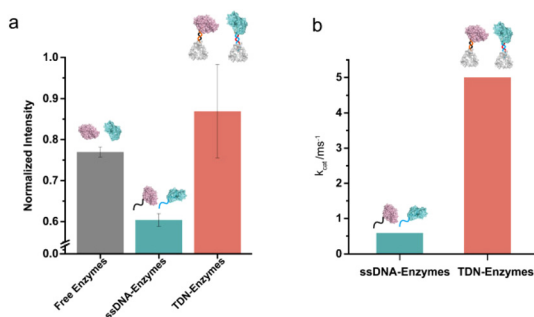 a
1.0
0.9
0.8
0.7
0.6
0.0
Normalized Intensity
Free Enzymes
ssDNA-Enzymes
TDN-Enzymes
b
5
4
3
2
1
0
kcat/ms-1
ssDNA-Enzymes TDN-Enzymes